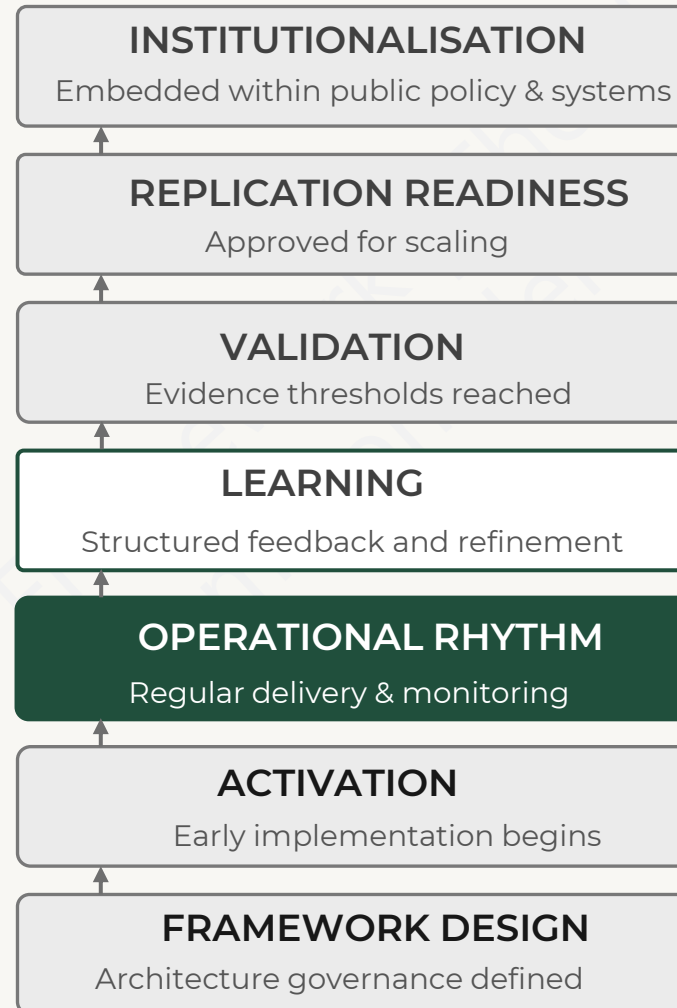 INSTITUTIONALISATION
Embedded within public policy & systems
REPLICATION READINESS
Approved for scaling
VALIDATION
Evidence thresholds reached
LEARNING
Structured feedback and refinement
OPERATIONAL RHYTHM
Regular delivery & monitoring
ACTIVATION
Early implementation begins
FRAMEWORK DESIGN
Architecture governance defined